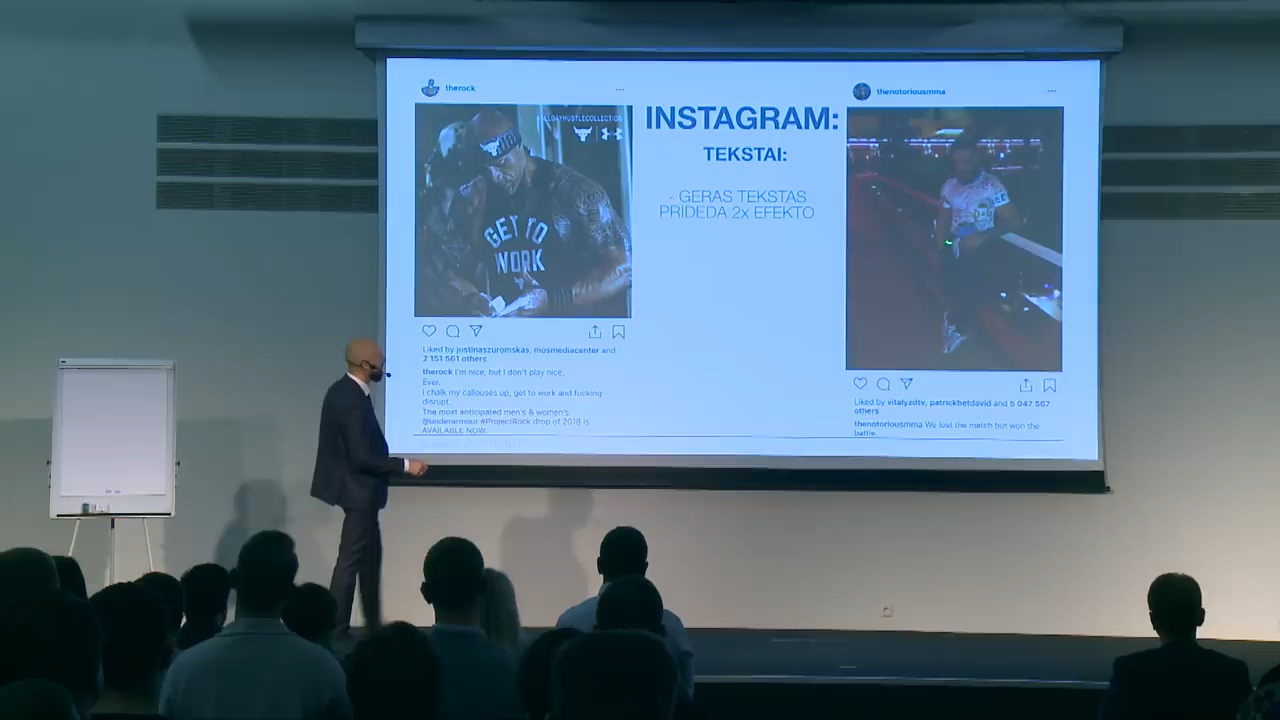 therock
ALLDAYHUSTLECOLLECTION
GET TO
WORK
Liked by justinaszuromskas, mosmediacenter and
2 151 561 others
therock I'm nice, but I don't play nice.
Ever.
I chalk my callouses up, get to work and fucking
disrupt.
The most anticipated men's & women's
@underarmour #ProjectRock drop of 2018 is
AVAILABLE NOW.
INSTAGRAM:
TEKSTAI:
- GERAS TEKSTAS
PRIDEDA 2x EFEKTO
thenotoriousmma
Liked by vitalyzdtv, patrickbetdavid and 5 047 567
others
thenotoriousmma We lost the match but won the
battle.